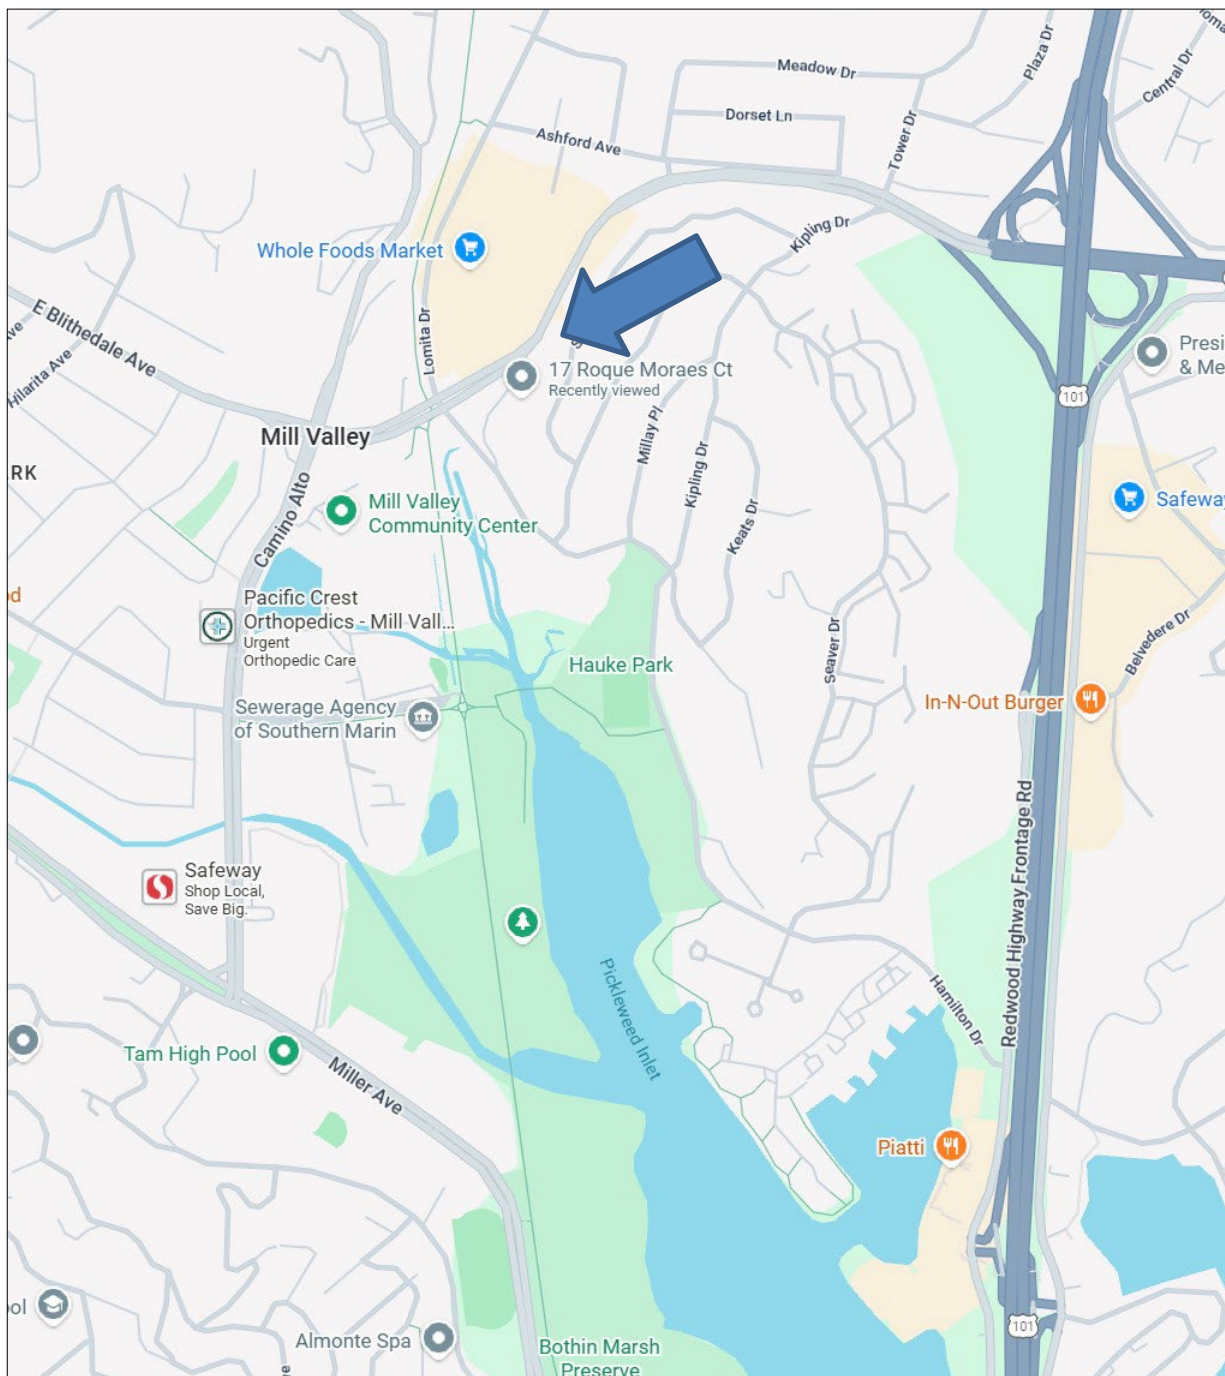 Plaza Dr
Central Dr
Meadow Dr
Dorset Ln
Ashford Ave
Tower Dr
Kipling Dr
Whole Foods Market
E Blithedale Ave
Lomita Dr
Hilarita Ave
17 Roque Moraes Ct
Recently viewed
Presi
& Me
101
Mill Valley
Millay Pl
Kipling Dr
Keats Dr
RK
Camino Alto
Mill Valley
Community Center
Safeway
Pacific Crest
Orthopedics - Mill Vall...
Urgent
Orthopedic Care
Hauke Park
Seaver Dr
Belvedere Dr
Sewerage Agency
of Southern Marin
In-N-Out Burger
Redwood Highway Frontage Rd
Safeway
Shop Local,
Save Big.
Pickleweed Inlet
Hamilton Dr
Tam High Pool
Miller Ave
Piatti
ol
Almonte Spa
101
Bothin Marsh
Preserve